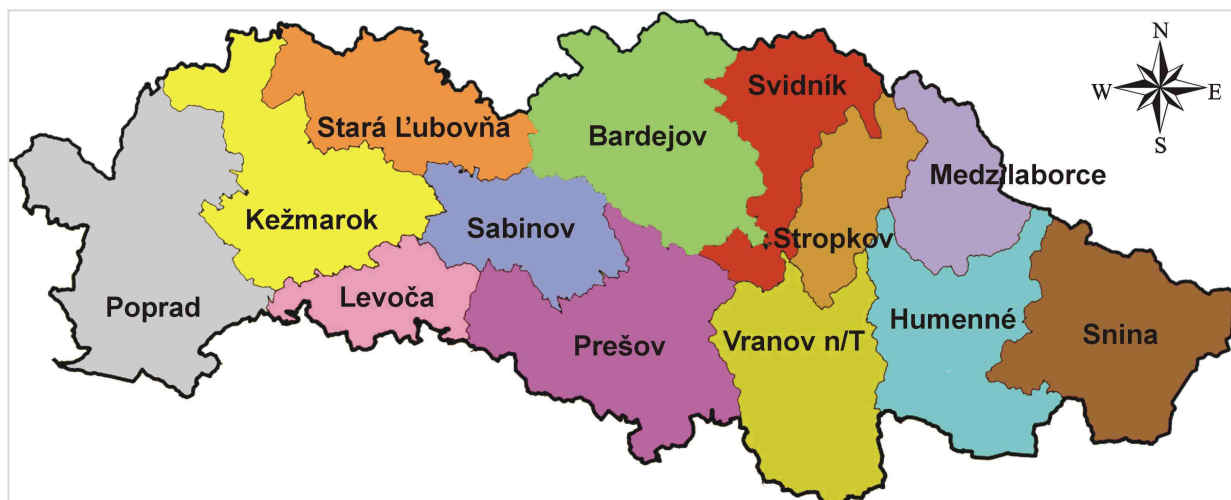 N
W E
S
Svidník
Stará Ľubovňa
Bardejov
Medzilaborce
Kežmarok
Sabinov
Stropkov
Poprad
Levoča
Prešov
Vranov n/T
Humenné
Snina